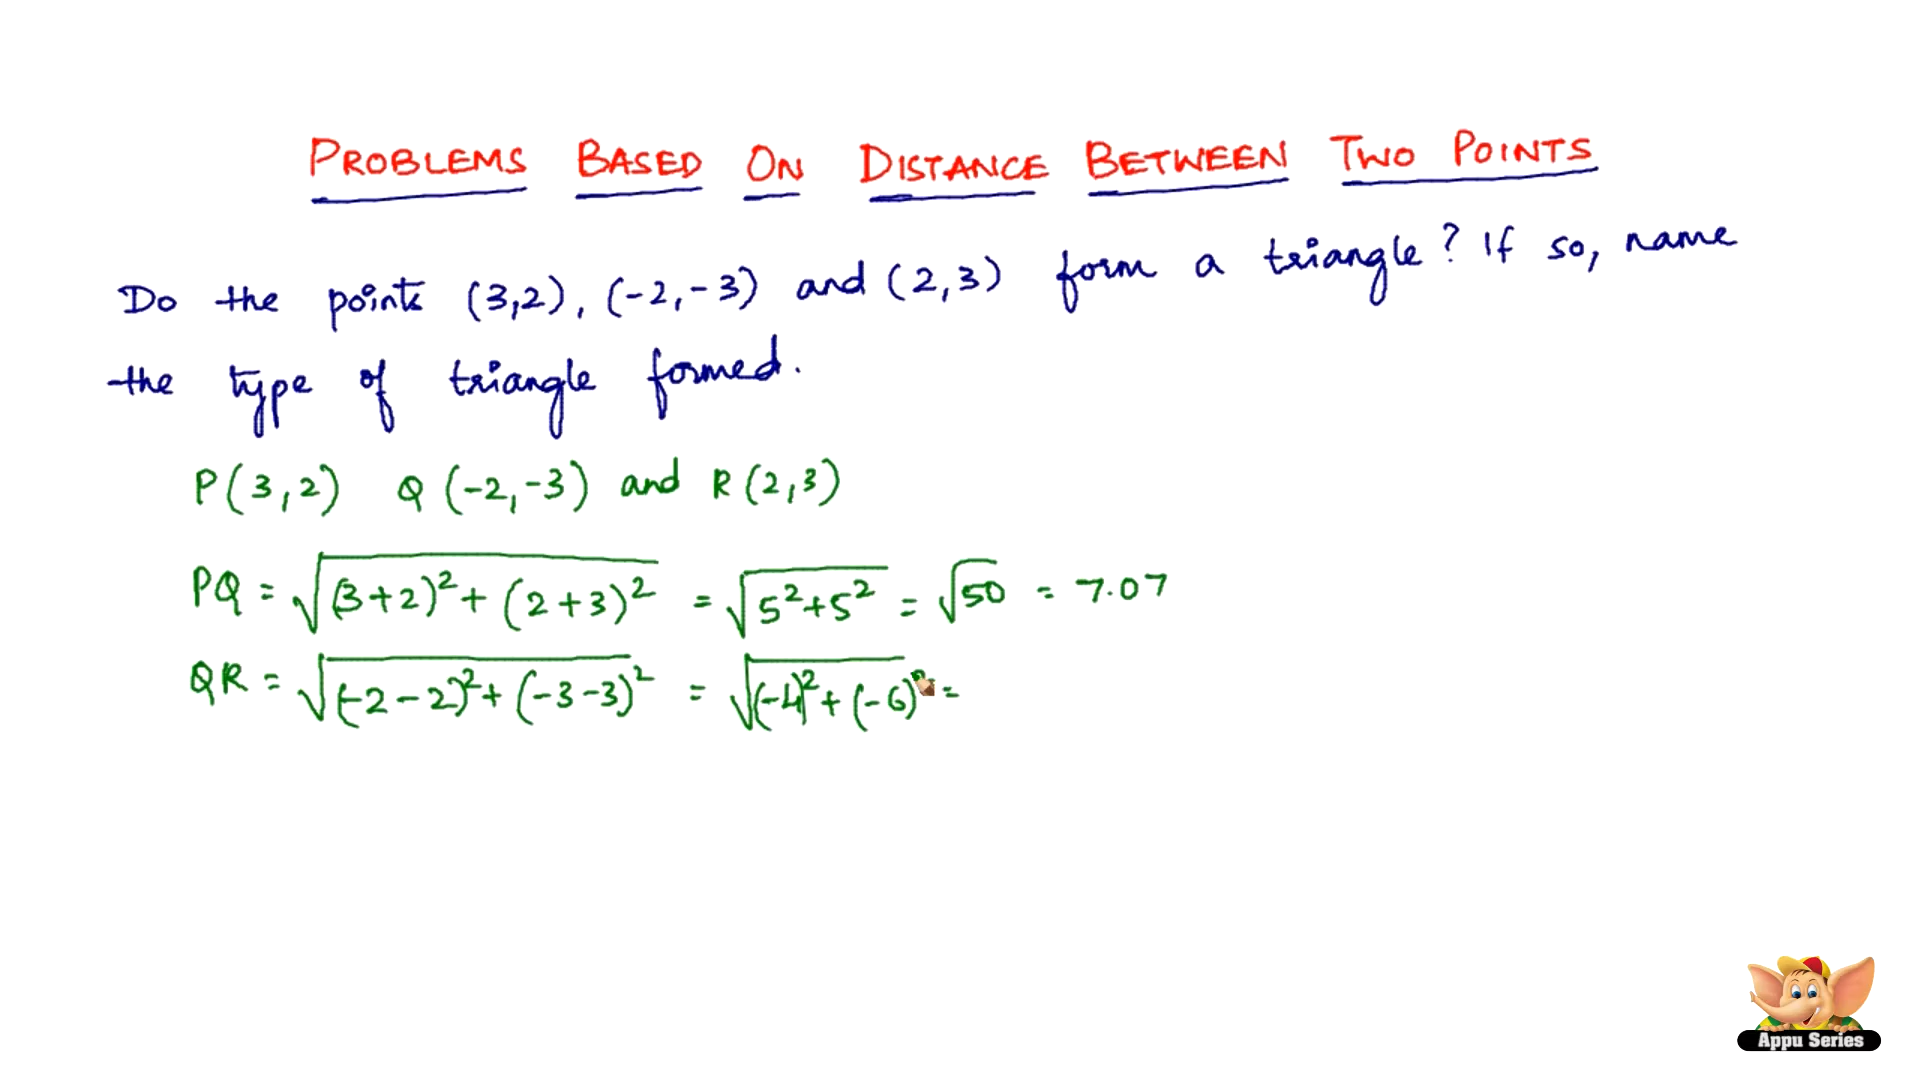 PROBLEMS BASED ON DISTANCE BETWEEN TWO POINTS
Do the points (3,2), (-2,-3) and (2,3) form a triangle? If so, name
the type of triangle formed.
P(3,2) Q(-2,-3) and R(2,3)
PQ = √((3+2)² + (2+3)²) = √(5²+5²) = √50 = 7.07
QR = √((-2-2)² + (-3-3)²) = √((-4)² + (-6)²) =
Appu Series